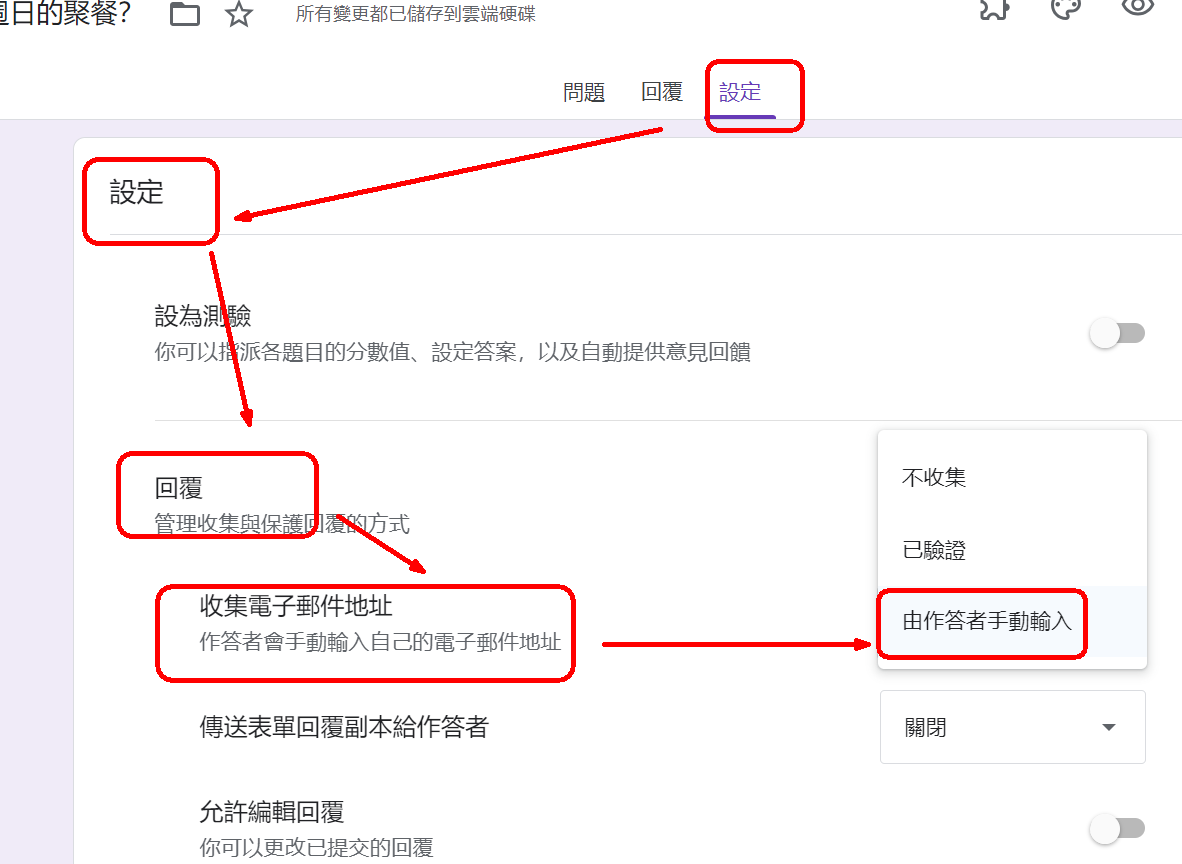 週日的聚餐?
所有變更都已儲存到雲端硬碟
問題 回覆 設定
設定
設為測驗
你可以指派各題目的分數值、設定答案，以及自動提供意見回饋
回覆
管理收集與保護回覆的方式
不收集
已驗證
收集電子郵件地址
作答者會手動輸入自己的電子郵件地址
由作答者手動輸入
傳送表單回覆副本給作答者
關閉
允許編輯回覆
你可以更改已提交的回覆